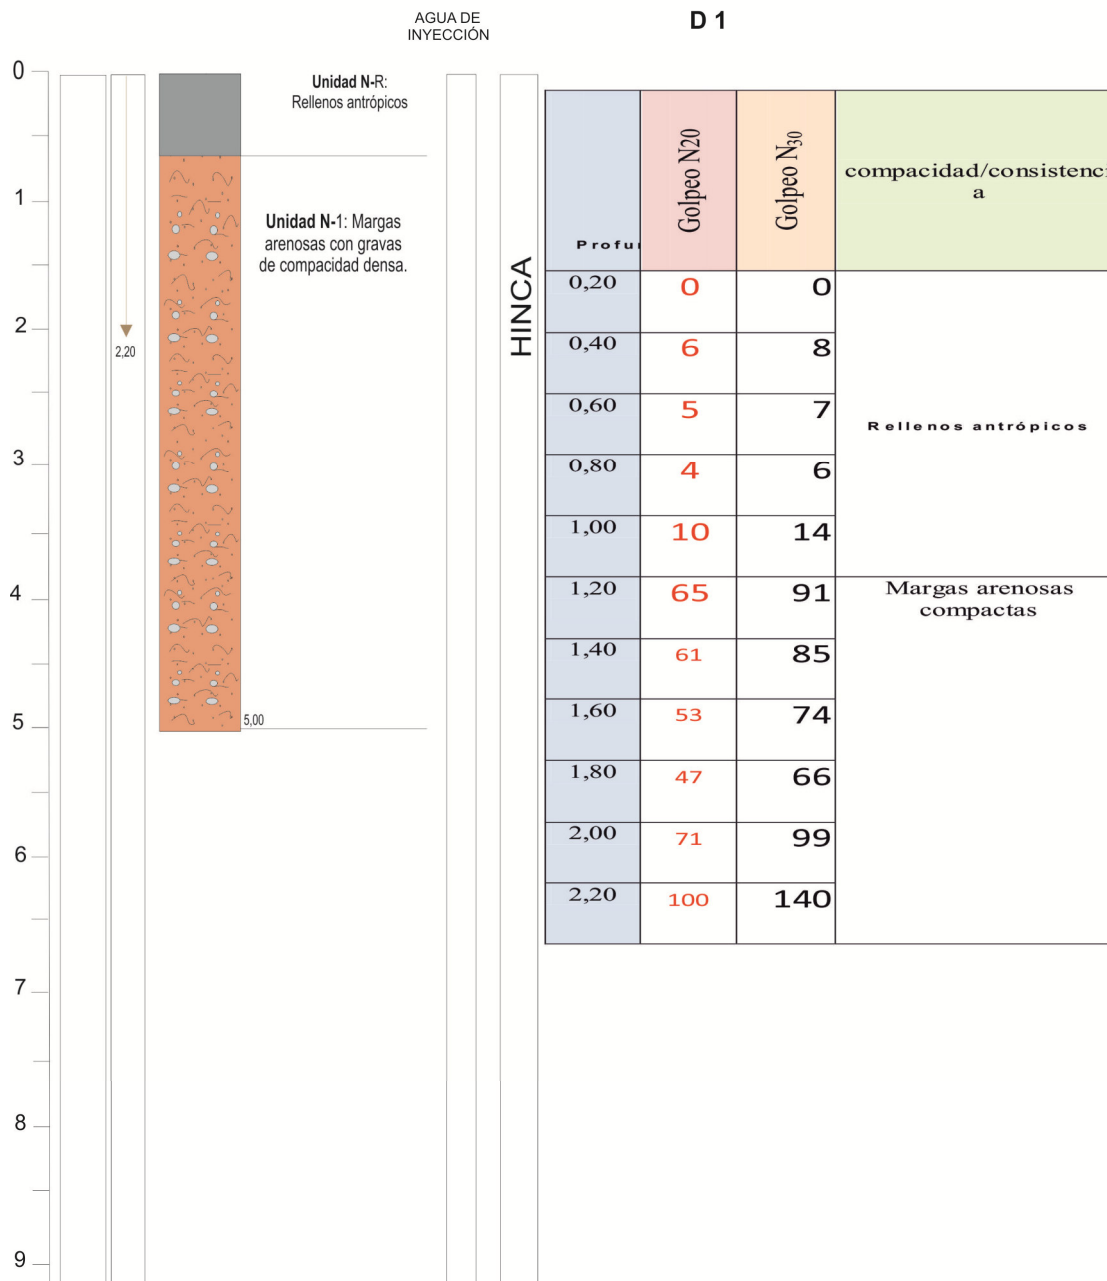 AGUA DE
INYECCIÓN
D 1
0
1
2
3
4
5
6
7
8
9
2,20
Unidad N-R:
Rellenos antrópicos
Unidad N-1: Margas
arenosas con gravas
de compacidad densa.
5,00
HINCA
Profu
Golpeo N20
Golpeo N30
compacidad/consistenci
a
0,20 0 0
0,40 6 8
0,60 5 7
Rellenos antrópicos
0,80 4 6
1,00 10 14
1,20 65 91 Margas arenosas
compactas
1,40 61 85
1,60 53 74
1,80 47 66
2,00 71 99
2,20 100 140